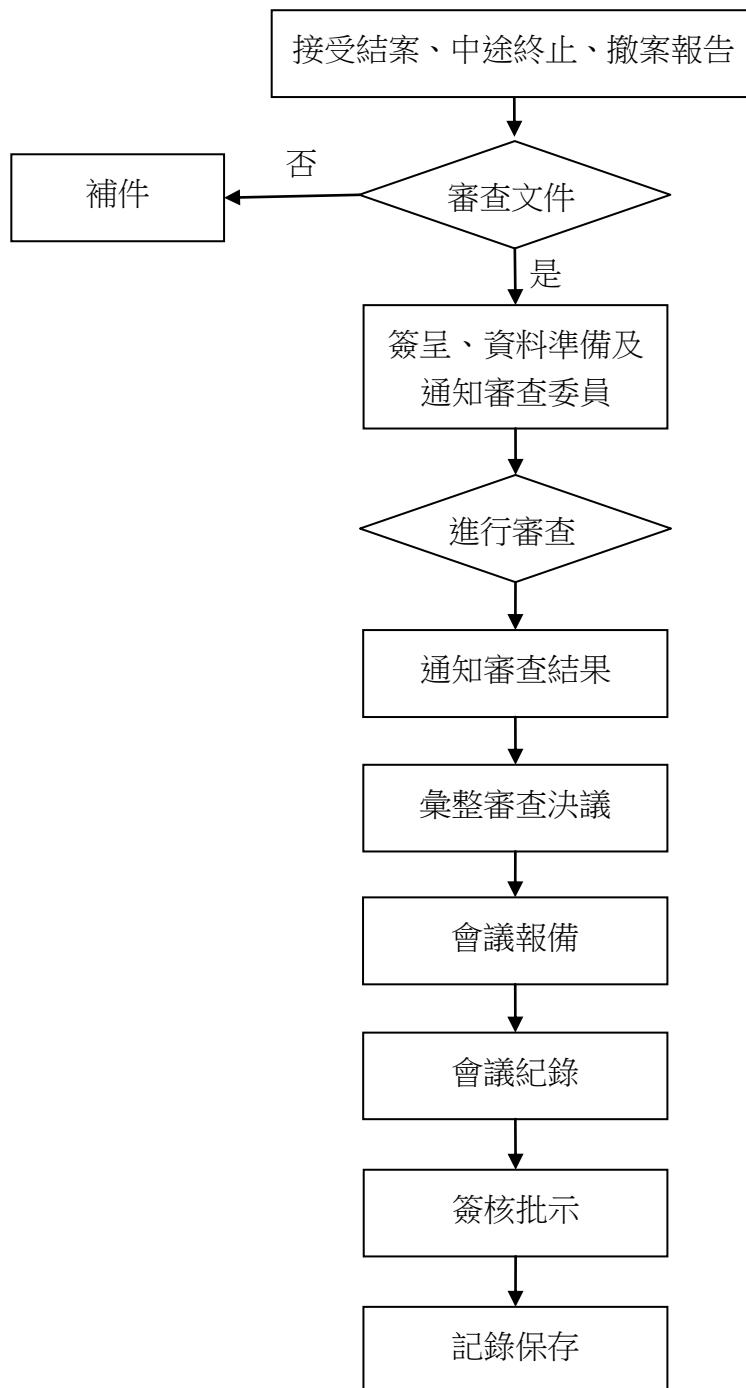 接受結案、中途終止、撤案報告
否
補件
審查文件
是
簽呈、資料準備及
通知審查委員
進行審查
通知審查結果
彙整審查決議
會議報備
會議紀錄
簽核批示
記錄保存